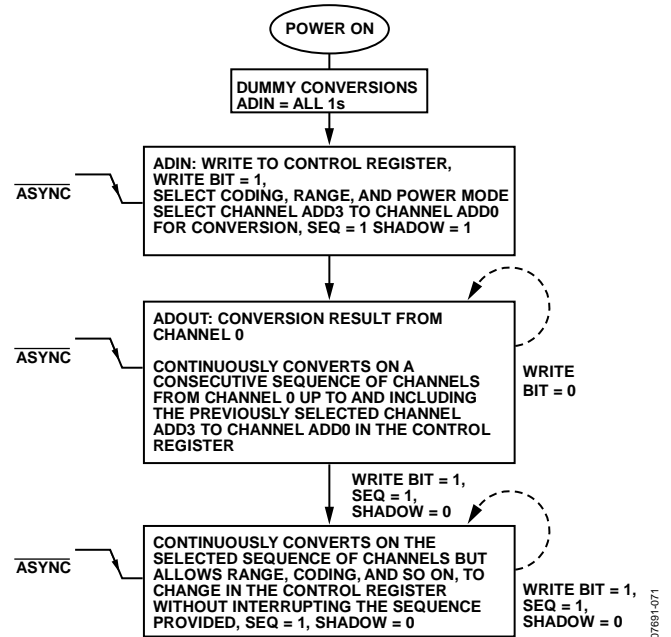 POWER ON
DUMMY CONVERSIONS
ADIN = ALL 1s
ASYNC
ADIN: WRITE TO CONTROL REGISTER,
WRITE BIT = 1,
SELECT CODING, RANGE, AND POWER MODE
SELECT CHANNEL ADD3 TO CHANNEL ADD0
FOR CONVERSION, SEQ = 1 SHADOW = 1
ASYNC
ADOUT: CONVERSION RESULT FROM
CHANNEL 0
CONTINUOUSLY CONVERTS ON A
CONSECUTIVE SEQUENCE OF CHANNELS
FROM CHANNEL 0 UP TO AND INCLUDING
THE PREVIOUSLY SELECTED CHANNEL
ADD3 TO CHANNEL ADD0 IN THE CONTROL
REGISTER
WRITE
BIT = 0
WRITE BIT = 1,
SEQ = 1,
SHADOW = 0
ASYNC
CONTINUOUSLY CONVERTS ON THE
SELECTED SEQUENCE OF CHANNELS BUT
ALLOWS RANGE, CODING, AND SO ON, TO
CHANGE IN THE CONTROL REGISTER
WITHOUT INTERRUPTING THE SEQUENCE
PROVIDED, SEQ = 1, SHADOW = 0
WRITE BIT = 1,
SEQ = 1,
SHADOW = 0
07691-071